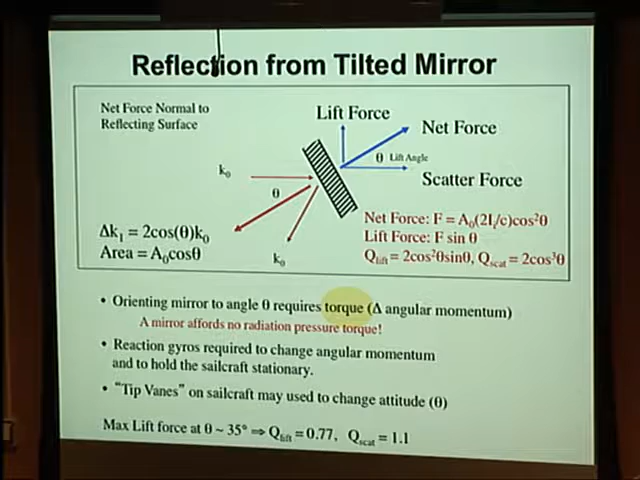 Reflection from Tilted Mirror
Net Force Normal to
Reflecting Surface
Lift Force
Net Force
θ Lift Angle
Scatter Force
k₀
θ
k₀
Δk₁ = 2cos(θ)k₀
Area = A₀cosθ
Net Force: F = A₀(2Iᵢ/c)cos²θ
Lift Force: F sin θ
Q_lift = 2cos²θsinθ, Q_scat = 2cos³θ
• Orienting mirror to angle θ requires torque (Δ angular momentum)
A mirror affords no radiation pressure torque!
• Reaction gyros required to change angular momentum
and to hold the sailcraft stationary.
• “Tip Vanes” on sailcraft may used to change attitude (θ)
Max Lift force at θ ~ 35° ⇒ Q_lift = 0.77, Q_scat = 1.1